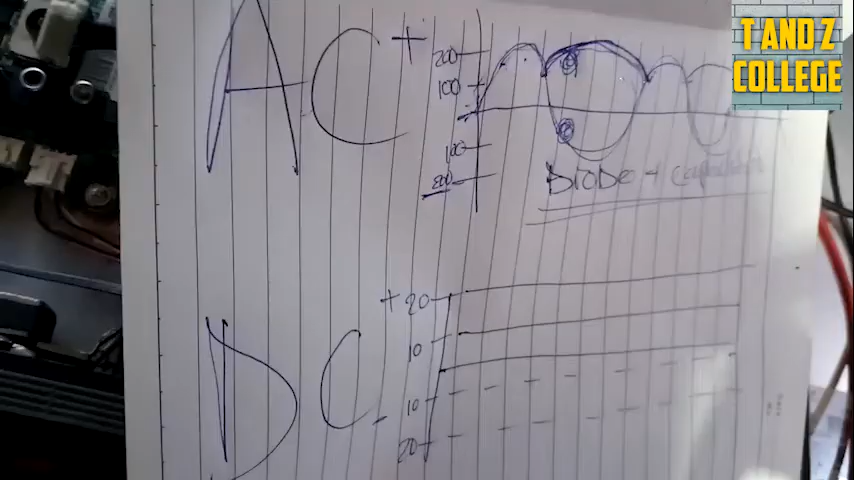 T AND Z
COLLEGE
AC
+
200
100
100
200
DIODE + capacitor
DC
+ 20
10
10
- 20